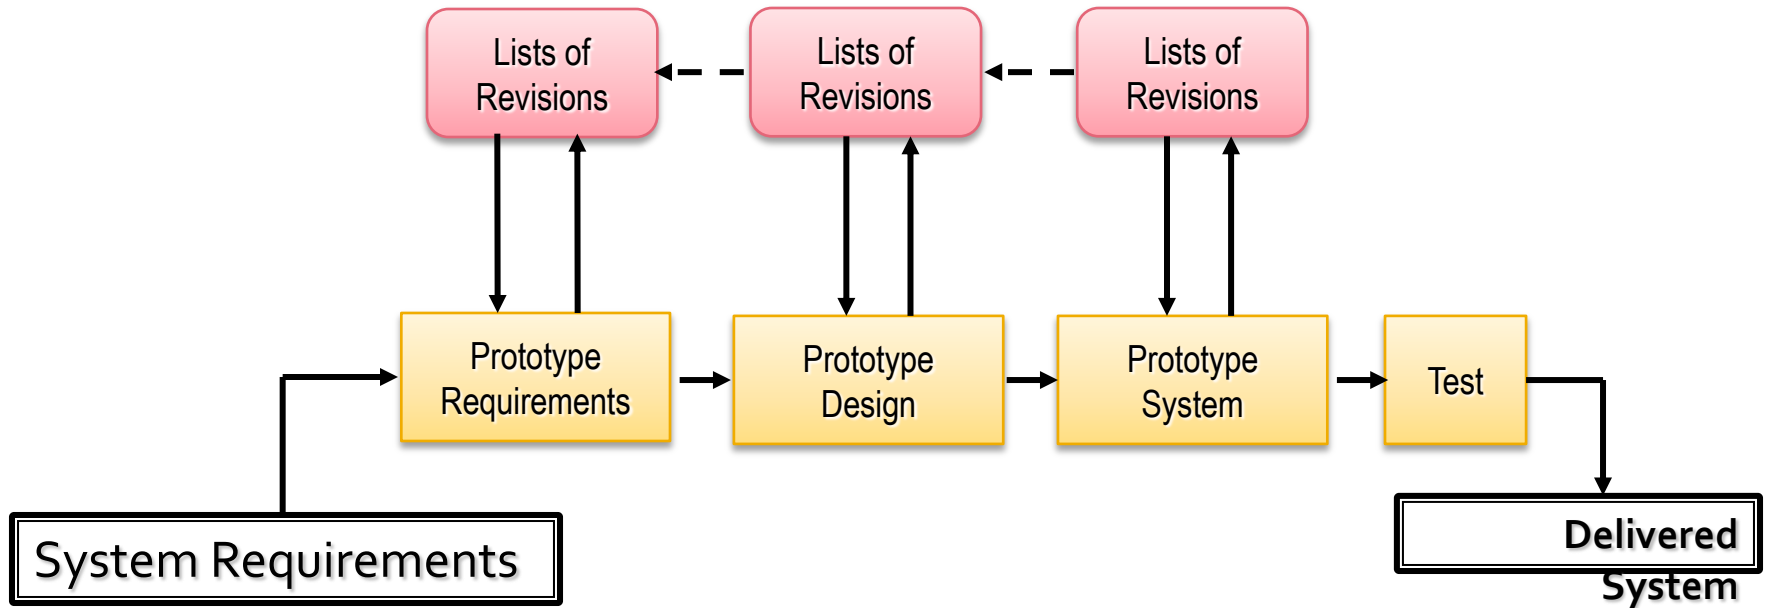 Lists of
Revisions
Lists of
Revisions
Lists of
Revisions
Prototype
Requirements
Prototype
Design
Prototype
System
Test
System Requirements
Delivered
System